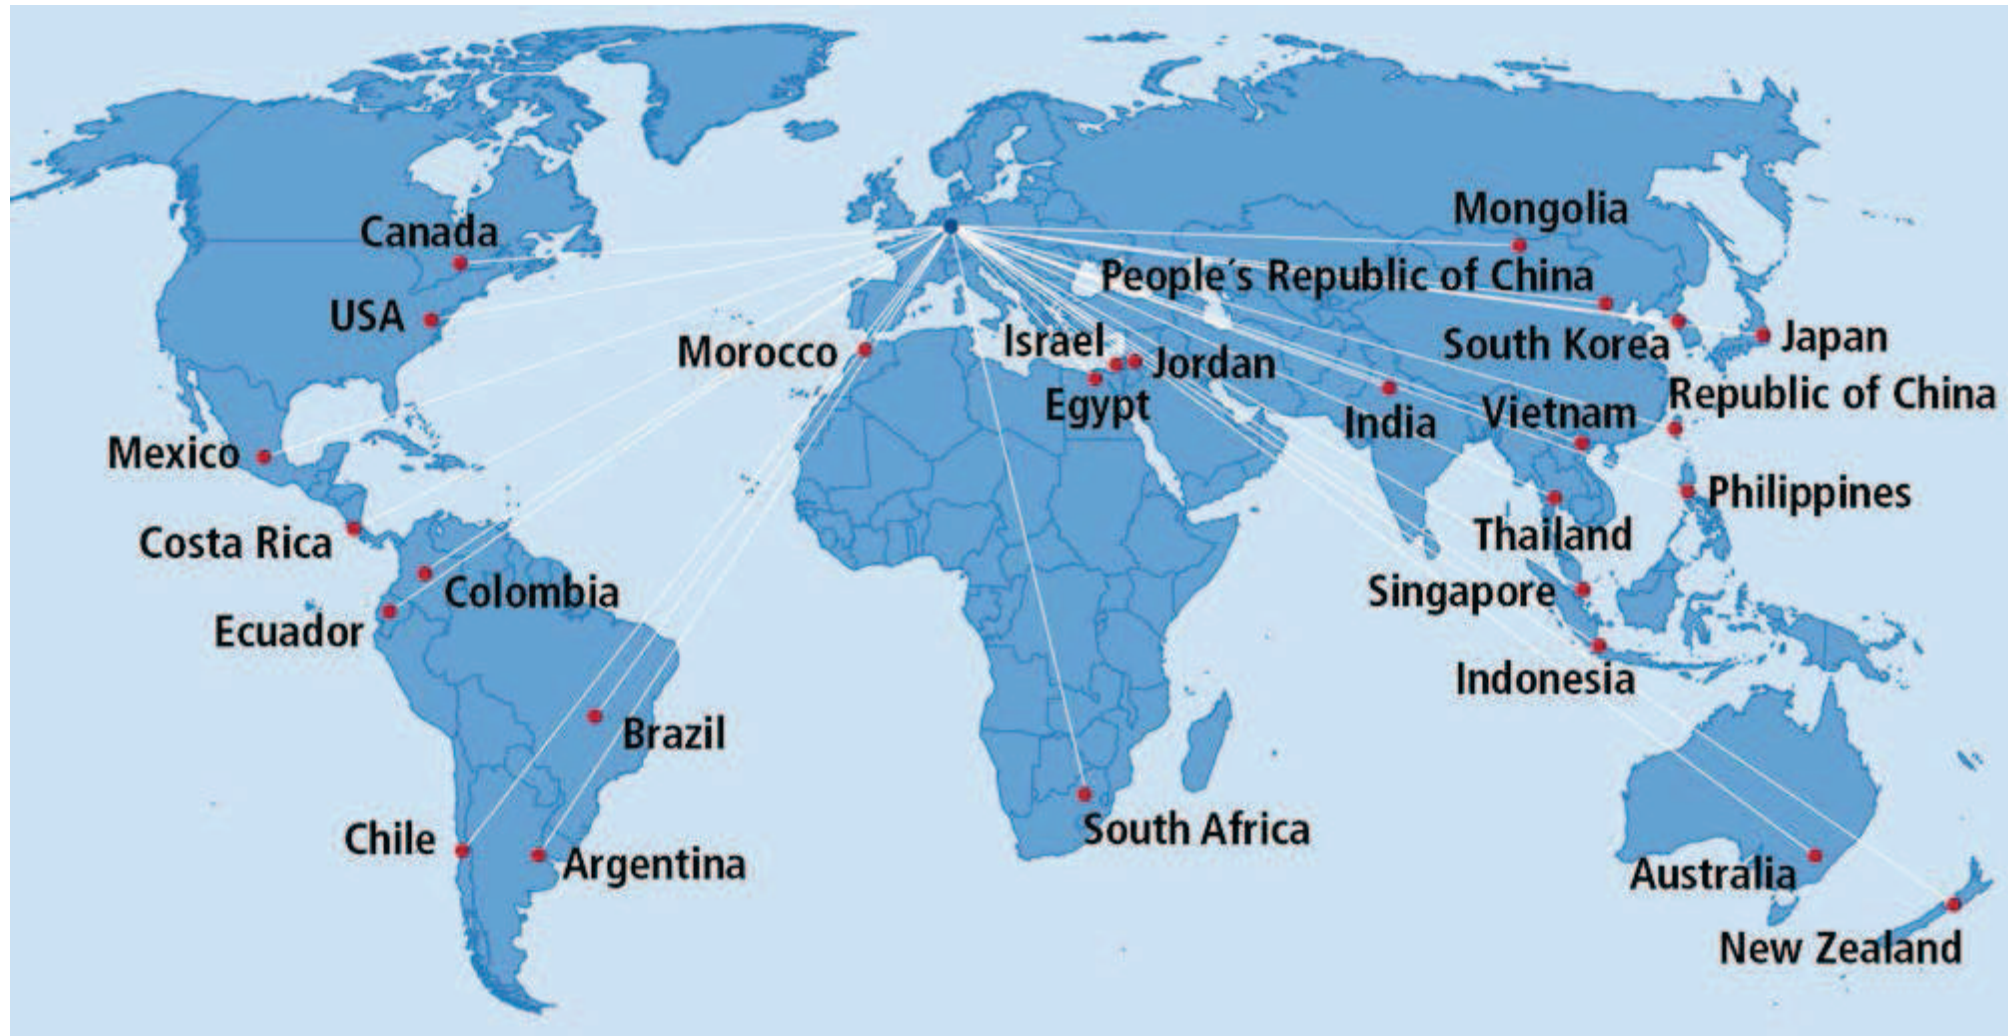 Mongolia
Canada
People´s Republic of China
USA
Israel
South Korea
Japan
Morocco
Jordan
Republic of China
Egypt
India
Vietnam
Mexico
Philippines
Costa Rica
Thailand
Colombia
Singapore
Ecuador
Indonesia
Brazil
South Africa
Chile
Argentina
Australia
New Zealand